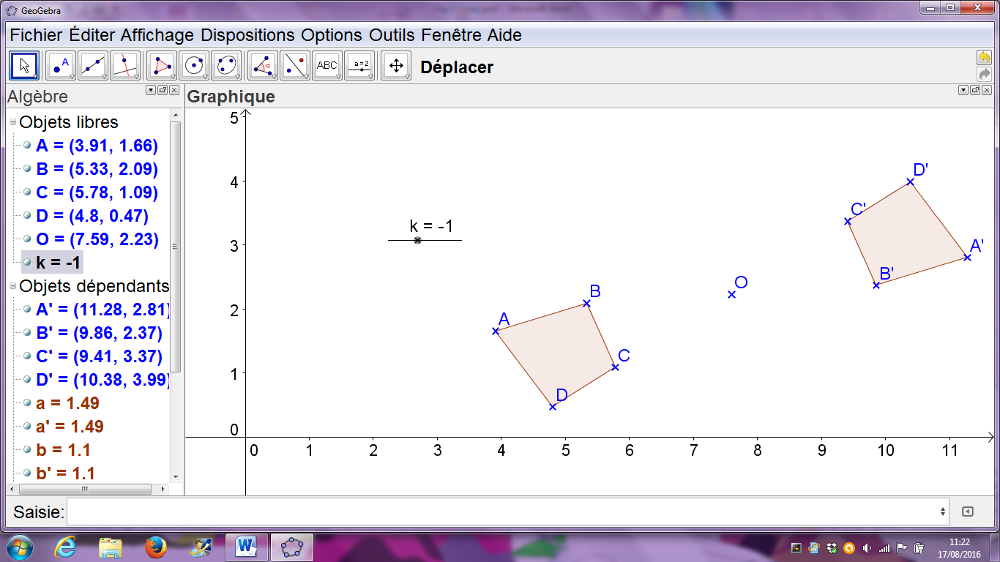 GeoGebra
Fichier Éditer Affichage Dispositions Options Outils Fenêtre Aide
A
α
ABC
a=2
Déplacer
Algèbre
Graphique
Objets libres
A = (3.91, 1.66)
B = (5.33, 2.09)
C = (5.78, 1.09)
D = (4.8, 0.47)
O = (7.59, 2.23)
k = -1
Objets dépendants
A' = (11.28, 2.81)
B' = (9.86, 2.37)
C' = (9.41, 3.37)
D' = (10.38, 3.99)
a = 1.49
a' = 1.49
b = 1.1
b' = 1.1
5
4
3
2
1
0
0 1 2 3 4 5 6 7 8 9 10 11
k = -1
A
B
C
D
O
D'
C'
A'
B'
Saisie:
11:22
17/08/2016